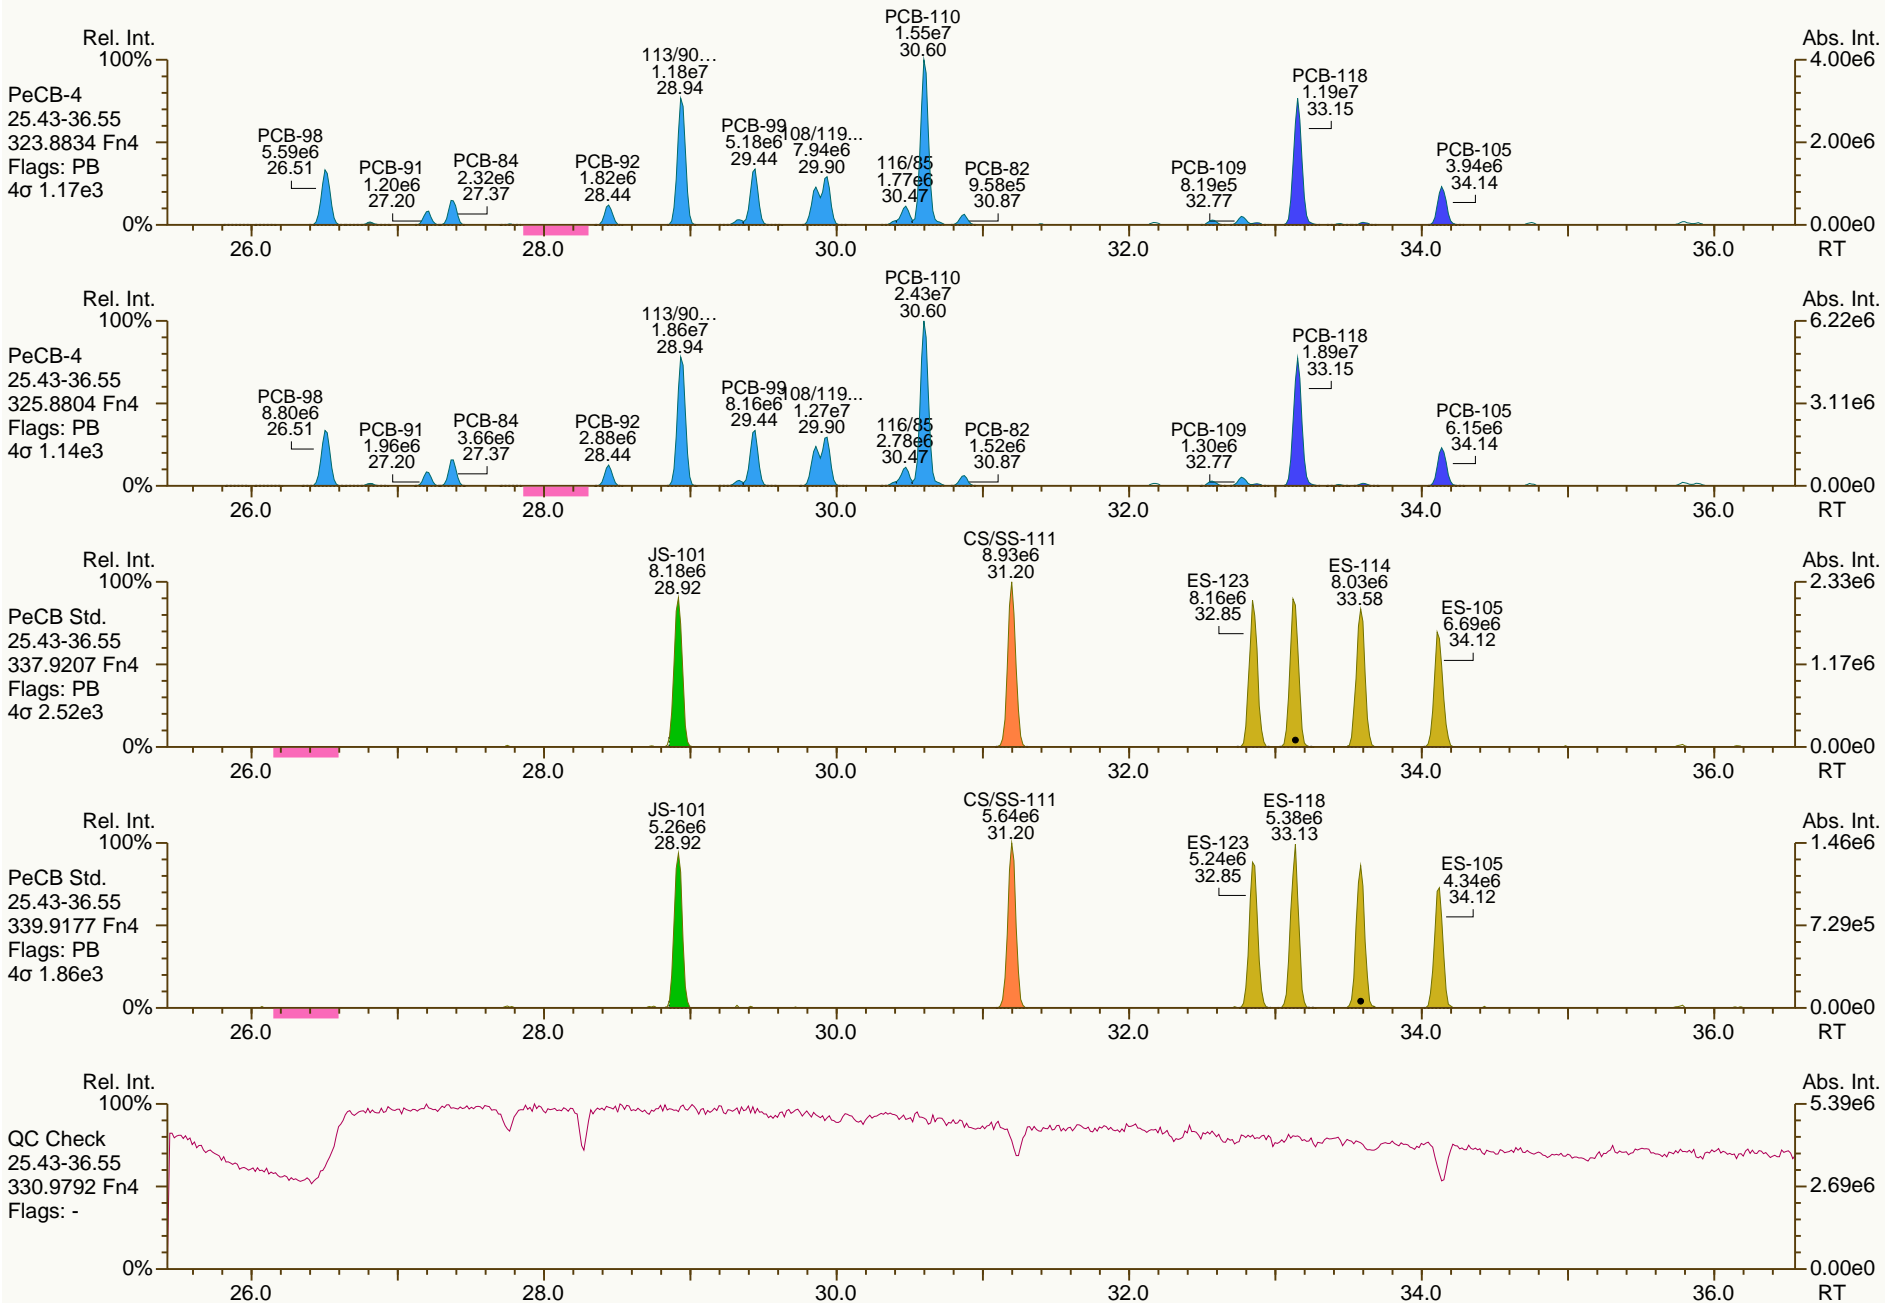 Rel. Int.
100%
0%
PeCB-4
25.43-36.55
323.8834 Fn4
Flags: PB
4σ 1.17e3
PCB-98
5.59e6
26.51
PCB-91
1.20e6
27.20
PCB-84
2.32e6
27.37
PCB-92
1.82e6
28.44
113/90...
1.18e7
28.94
PCB-99
5.18e6
29.44
108/119...
7.94e6
29.90
116/85
1.77e6
30.47
PCB-110
1.55e7
30.60
PCB-82
9.58e5
30.87
PCB-109
8.19e5
32.77
PCB-118
1.19e7
33.15
PCB-105
3.94e6
34.14
Abs. Int.
4.00e6
2.00e6
0.00e0
26.0 28.0 30.0 32.0 34.0 36.0 RT
Rel. Int.
100%
0%
PeCB-4
25.43-36.55
325.8804 Fn4
Flags: PB
4σ 1.14e3
PCB-98
8.80e6
26.51
PCB-91
1.96e6
27.20
PCB-84
3.66e6
27.37
PCB-92
2.88e6
28.44
113/90...
1.86e7
28.94
PCB-99
8.16e6
29.44
108/119...
1.27e7
29.90
116/85
2.78e6
30.47
PCB-110
2.43e7
30.60
PCB-82
1.52e6
30.87
PCB-109
1.30e6
32.77
PCB-118
1.89e7
33.15
PCB-105
6.15e6
34.14
Abs. Int.
6.22e6
3.11e6
0.00e0
26.0 28.0 30.0 32.0 34.0 36.0 RT
Rel. Int.
100%
0%
PeCB Std.
25.43-36.55
337.9207 Fn4
Flags: PB
4σ 2.52e3
JS-101
8.18e6
28.92
CS/SS-111
8.93e6
31.20
ES-123
8.16e6
32.85
ES-114
8.03e6
33.58
ES-105
6.69e6
34.12
Abs. Int.
2.33e6
1.17e6
0.00e0
26.0 28.0 30.0 32.0 34.0 36.0 RT
Rel. Int.
100%
0%
PeCB Std.
25.43-36.55
339.9177 Fn4
Flags: PB
4σ 1.86e3
JS-101
5.26e6
28.92
CS/SS-111
5.64e6
31.20
ES-123
5.24e6
32.85
ES-118
5.38e6
33.13
ES-105
4.34e6
34.12
Abs. Int.
1.46e6
7.29e5
0.00e0
26.0 28.0 30.0 32.0 34.0 36.0 RT
Rel. Int.
100%
0%
QC Check
25.43-36.55
330.9792 Fn4
Flags: -
Abs. Int.
5.39e6
2.69e6
0.00e0
26.0 28.0 30.0 32.0 34.0 36.0 RT